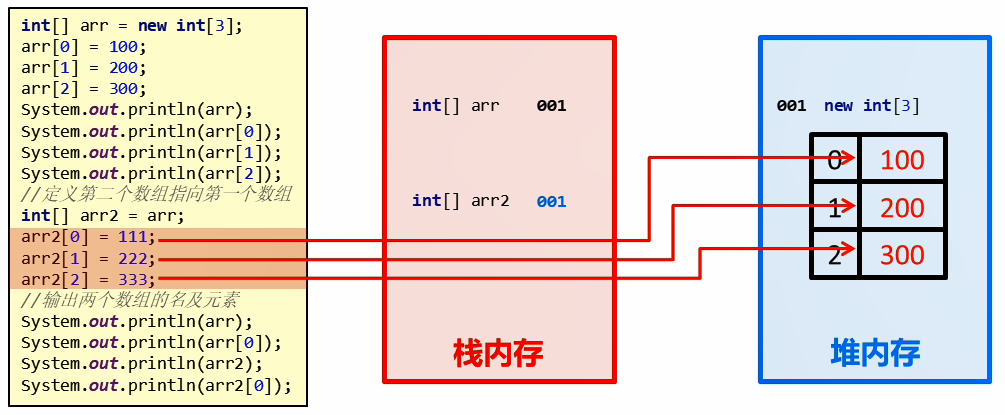 int[] arr = new int[3];
arr[0] = 100;
arr[1] = 200;
arr[2] = 300;
System.out.println(arr);
System.out.println(arr[0]);
System.out.println(arr[1]);
System.out.println(arr[2]);
//定义第二个数组指向第一个数组
int[] arr2 = arr;
arr2[0] = 111;
arr2[1] = 222;
arr2[2] = 333;
//输出两个数组的名及元素
System.out.println(arr);
System.out.println(arr[0]);
System.out.println(arr2);
System.out.println(arr2[0]);
int[] arr 001
int[] arr2 001
栈内存
001 new int[3]
0 100
1 200
2 300
堆内存